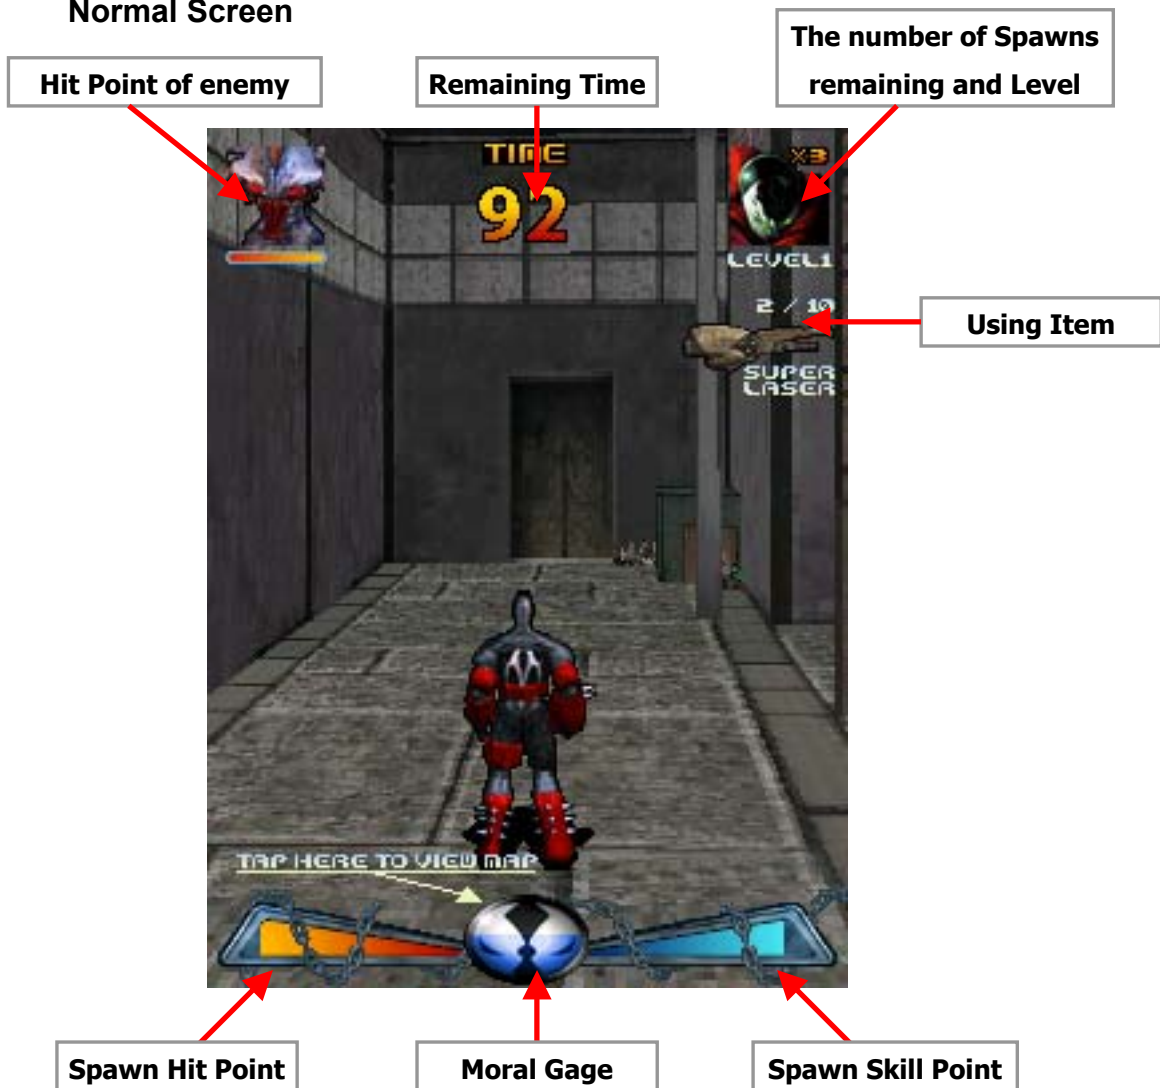 Normal Screen
The number of Spawns
remaining and Level
Hit Point of enemy
Remaining Time
TIME
92
×3
LEVEL1
2 / 10
Using Item
SUPER
LASER
TAP HERE TO VIEW MAP
Spawn Hit Point
Moral Gage
Spawn Skill Point